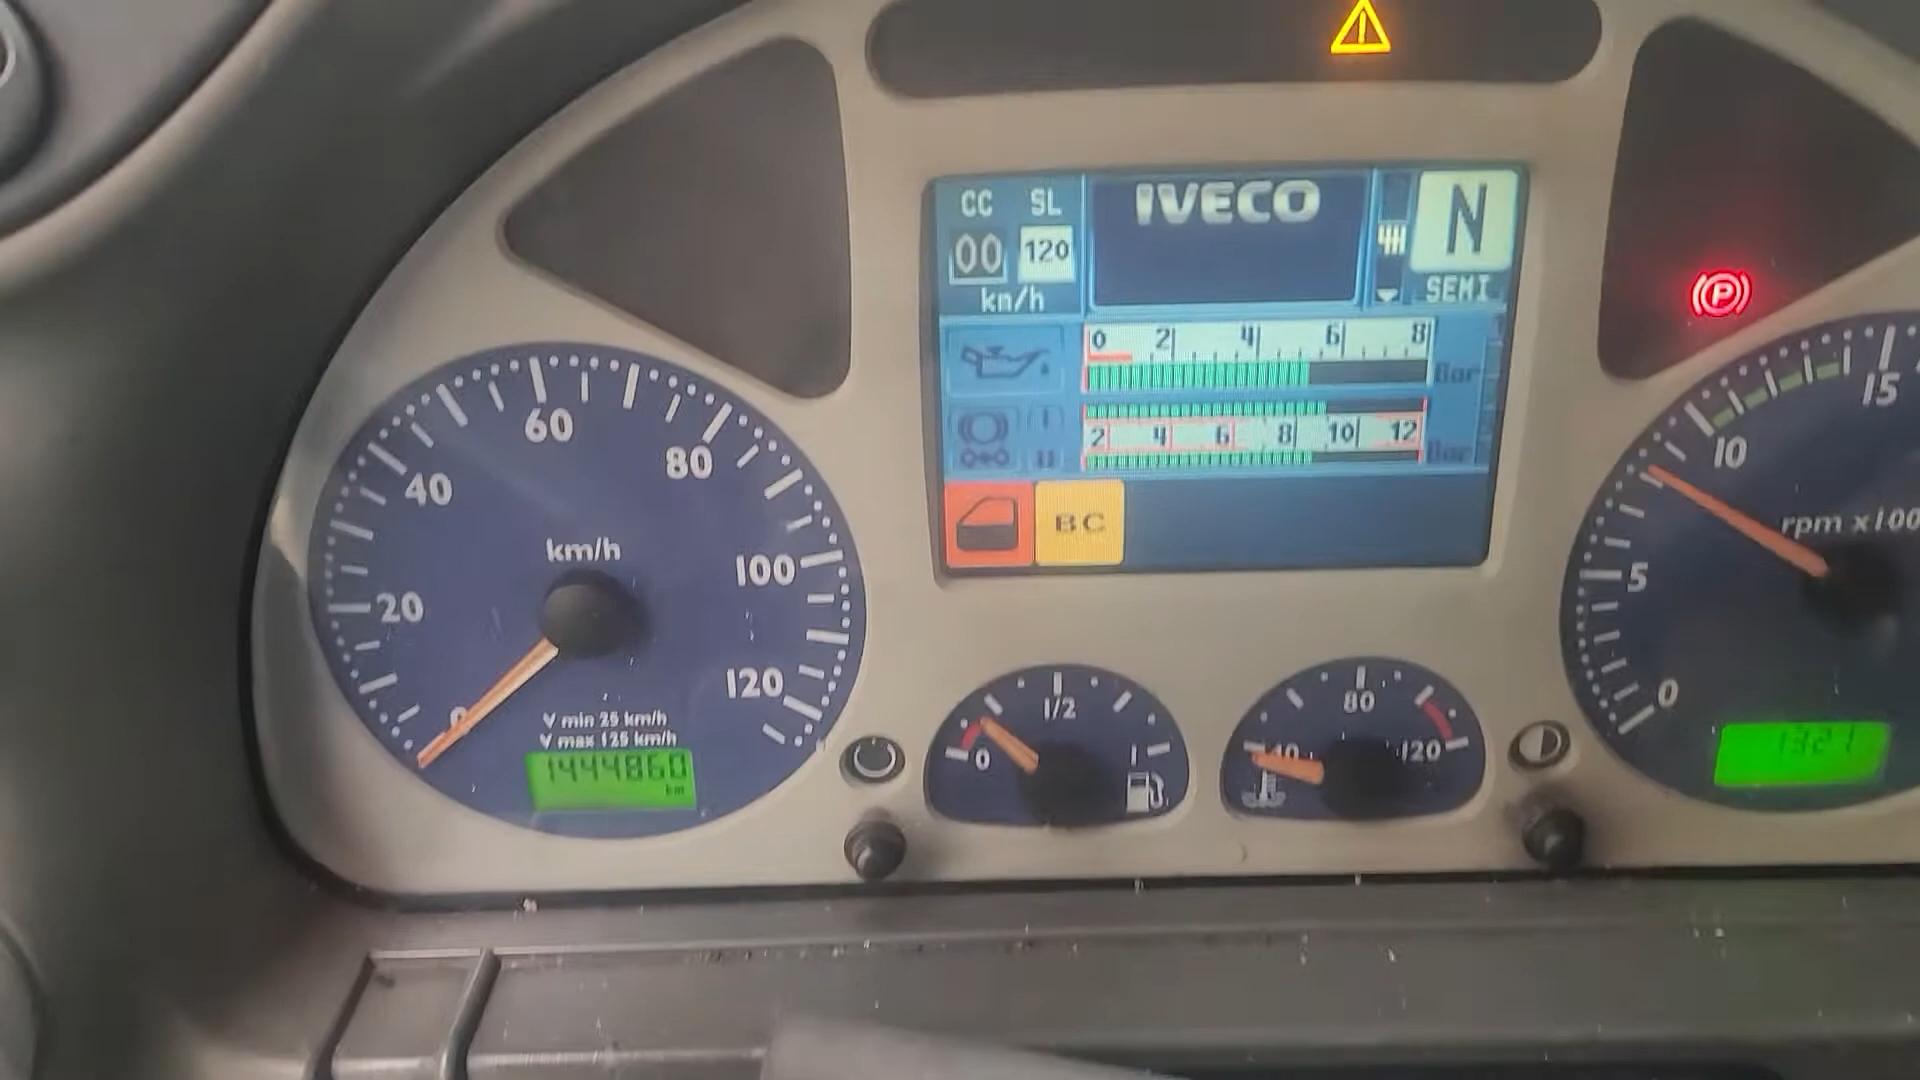 CC SL
00 120
km/h
IVECO
N
SEMI
0 2 4 6 8
Bar
2 4 6 8 10 12
Bar
BC
0 20 40 60 80 100 120
km/h
V min 25 km/h
V max 125 km/h
1444860
km
0 1/2 1
40 80 120
0 5 10 15
rpm x100
P
1321